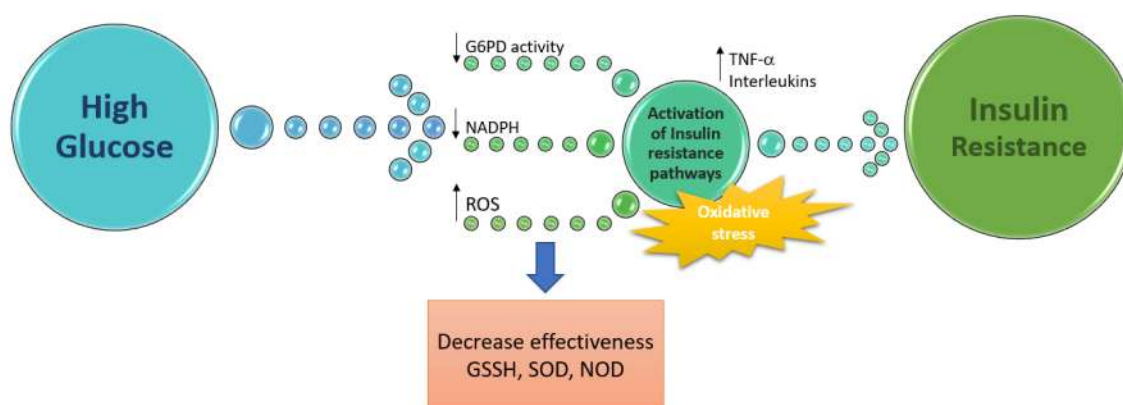 High
Glucose
↓ G6PD activity
↓ NADPH
↑ ROS
Activation
of Insulin
resistance
pathways
↑ TNF-α
Interleukins
Oxidative
stress
Insulin
Resistance
Decrease effectiveness
GSSH, SOD, NOD